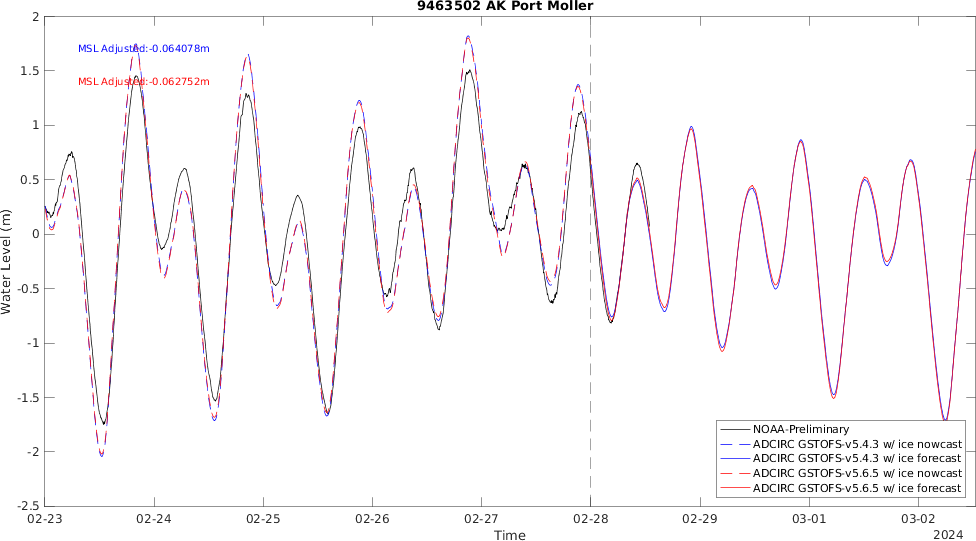 9463502 AK Port Moller
MSL Adjusted:-0.064078m
MSL Adjusted:-0.062752m
Water Level (m)
2
1.5
1
0.5
0
-0.5
-1
-1.5
-2
-2.5
NOAA-Preliminary
ADCIRC GSTOFS-v5.4.3 w/ ice nowcast
ADCIRC GSTOFS-v5.4.3 w/ ice forecast
ADCIRC GSTOFS-v5.6.5 w/ ice nowcast
ADCIRC GSTOFS-v5.6.5 w/ ice forecast
02-23 02-24 02-25 02-26 02-27 02-28 02-29 03-01 03-02
Time
2024